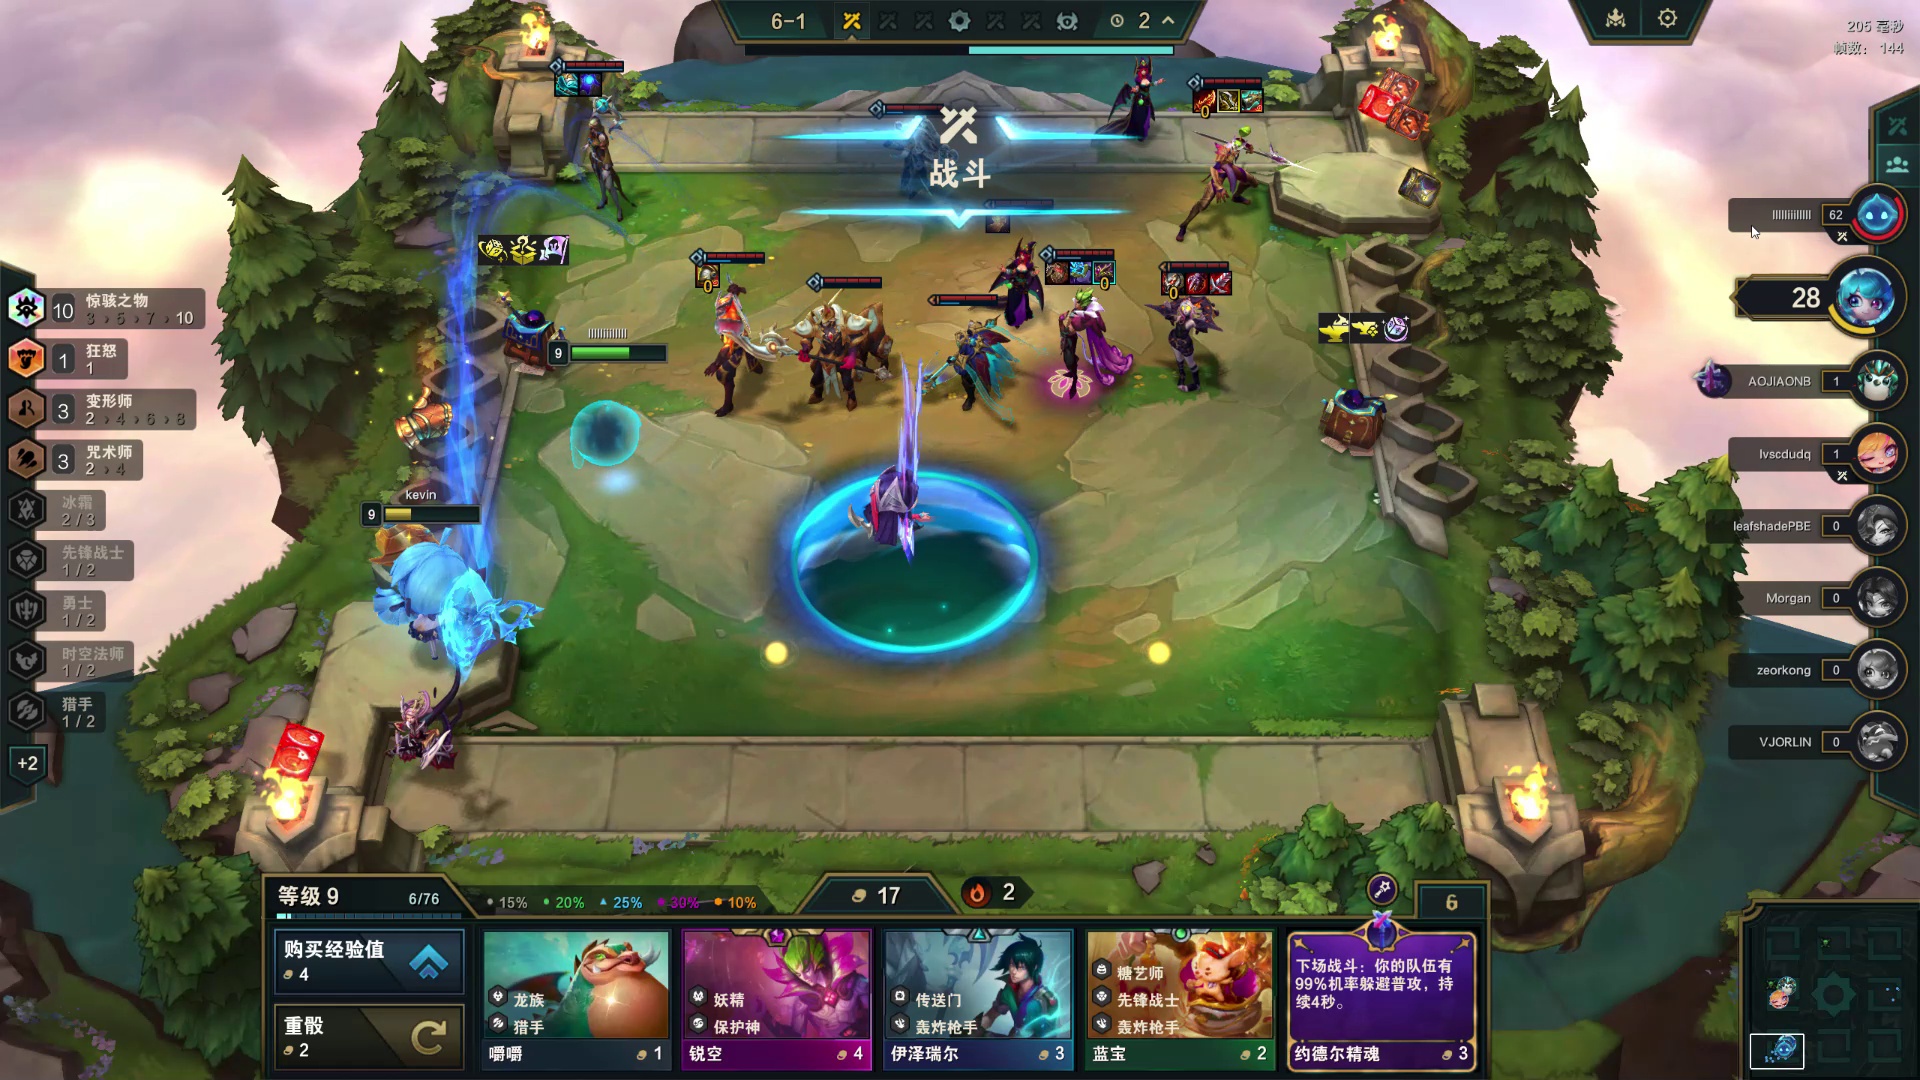 6-1
2
205 毫秒
帧数： 144
战斗
0
0
0
0
llllliiiillll
62
28
AOJIAONB
1
lvscdudq
1
leafshadePBE
0
Morgan
0
zeorkong
0
VJORLIN
0
10
惊骇之物
3 › 5 › 7 › 10
1
狂怒
1
3
变形师
2 › 4 › 6 › 8
3
咒术师
2 › 4
冰霜
2 / 3
先锋战士
1 / 2
勇士
1 / 2
时空法师
1 / 2
猎手
1 / 2
+2
llllliiiillll
9
kevin
9
等级 9
6/76
15%
20%
25%
30%
10%
17
2
6
购买经验值
4
重骰
2
龙族
猎手
嚼嚼
1
妖精
保护神
锐空
4
传送门
轰炸枪手
伊泽瑞尔
3
糖艺师
先锋战士
轰炸枪手
蓝宝
2
下场战斗：你的队伍有
99%机率躲避普攻，持
续4秒。
约德尔精魂
3